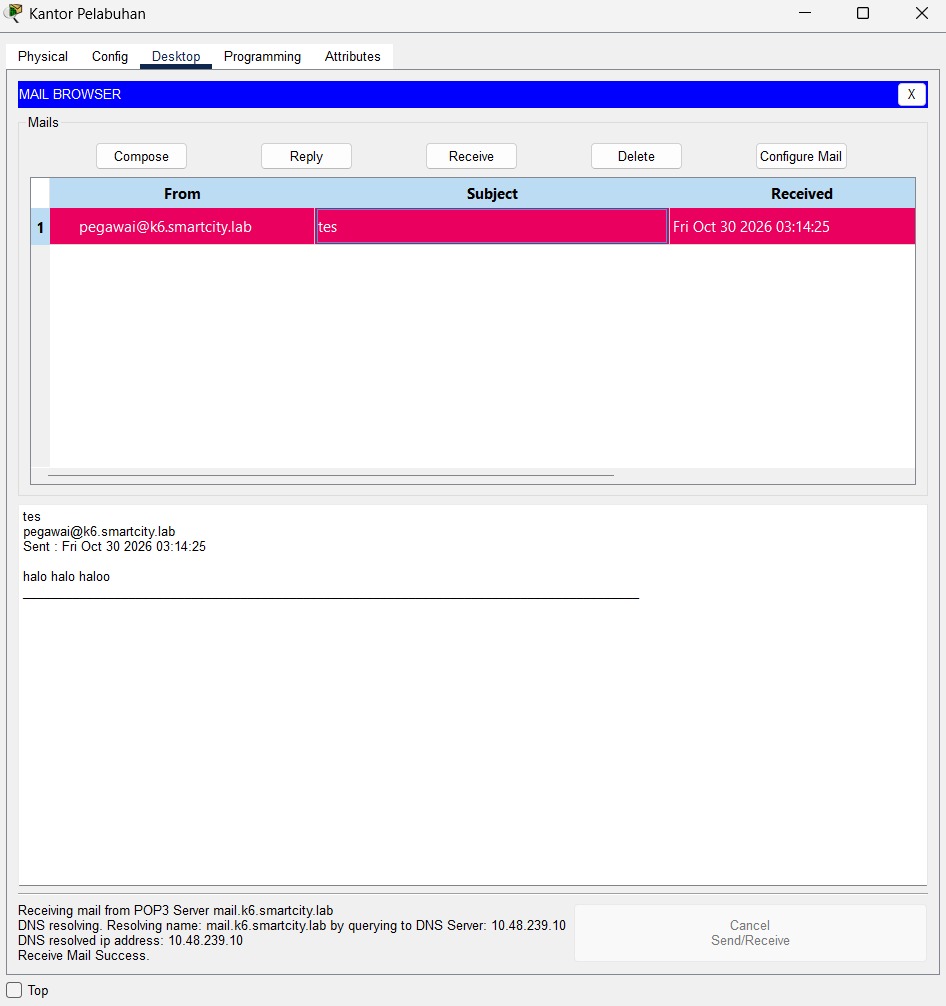 Kantor Pelabuhan
Physical Config Desktop Programming Attributes
MAIL BROWSER X
Mails
Compose Reply Receive Delete Configure Mail
From Subject Received
1 pegawai@k6.smartcity.lab tes Fri Oct 30 2026 03:14:25
tes
pegawai@k6.smartcity.lab
Sent : Fri Oct 30 2026 03:14:25
halo halo haloo
Receiving mail from POP3 Server mail.k6.smartcity.lab
DNS resolving. Resolving name: mail.k6.smartcity.lab by querying to DNS Server: 10.48.239.10
DNS resolved ip address: 10.48.239.10
Receive Mail Success.
Cancel
Send/Receive
Top